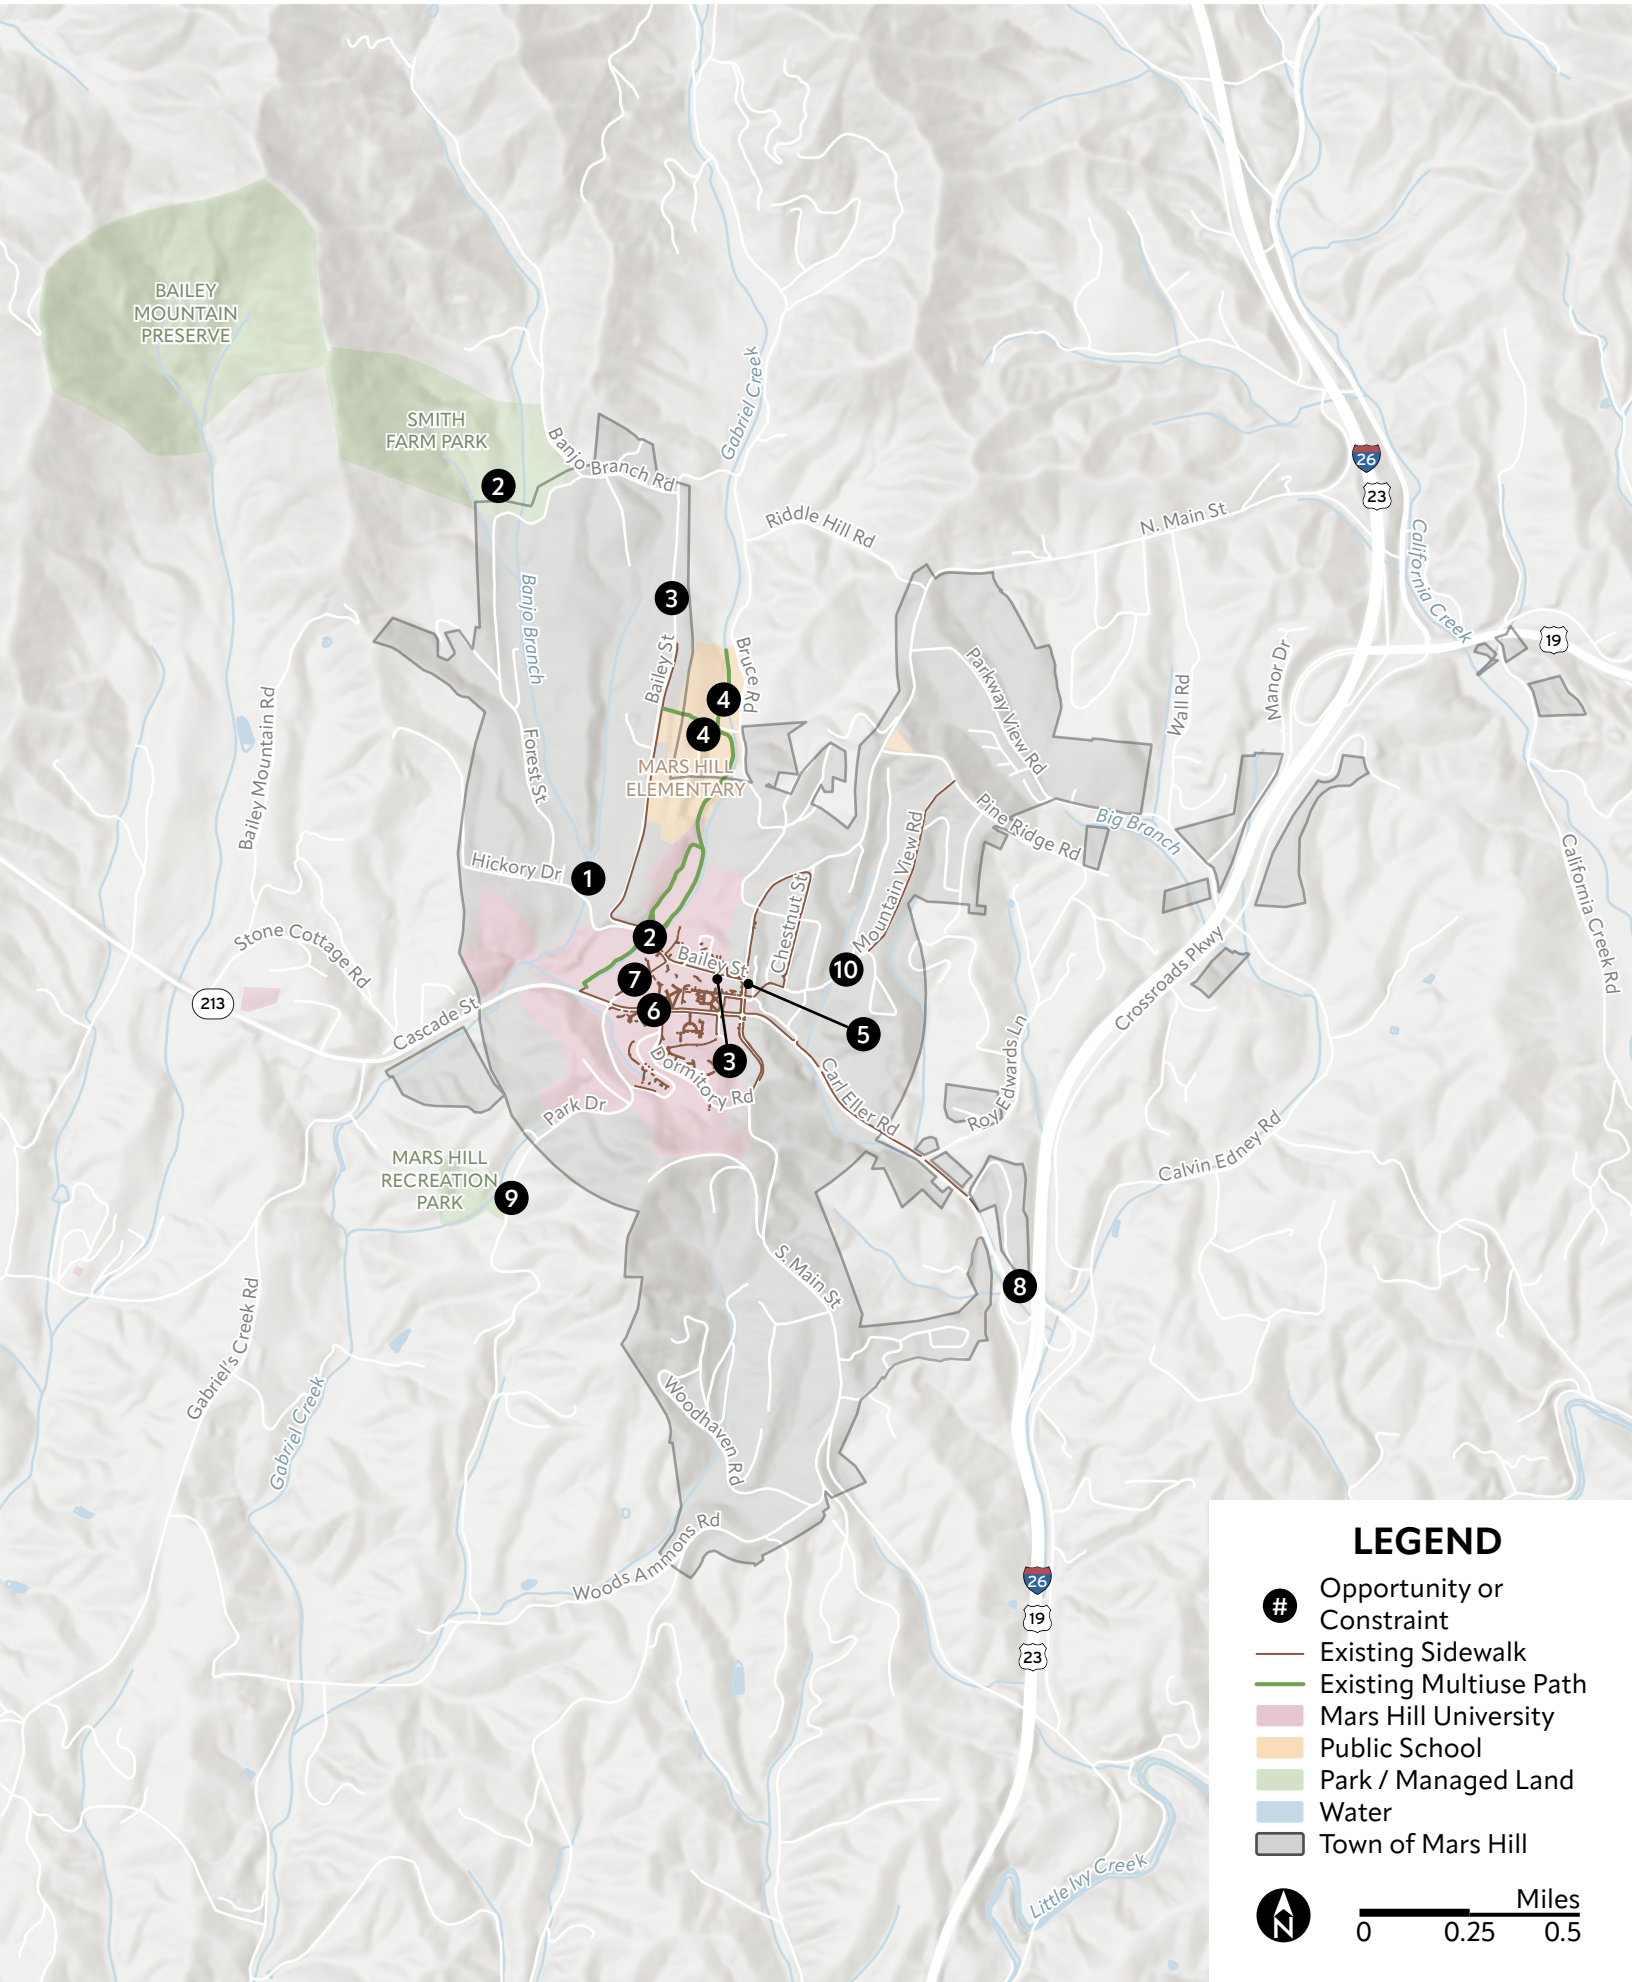 BAILEY
MOUNTAIN
PRESERVE
SMITH
FARM PARK
Banjo Branch Rd
Gabriel Creek
2
26
23
Riddle Hill Rd
N. Main St
California Creek
19
3
Banjo Branch
Bailey St
Bruce Rd
4
4
MARS HILL
ELEMENTARY
Parkway View Rd
Wall Rd
Manor Dr
Bailey Mountain Rd
Forest St
Pine Ridge Rd
Big Branch
Hickory Dr
1
Mountain View Rd
Chestnut St
California Creek Rd
Stone Cottage Rd
2
Bailey St
7
10
Crossroads Pkwy
213
Cascade St
6
5
3
Dormitory Rd
Carl Eller Rd
Roy Edwards Ln
Park Dr
Calvin Edney Rd
MARS HILL
RECREATION
PARK
9
S. Main St
8
Gabriel's Creek Rd
Gabriel Creek
Woodhaven Rd
Woods Ammons Rd
26
19
23
Little Ivy Creek
LEGEND
# Opportunity or
Constraint
Existing Sidewalk
Existing Multiuse Path
Mars Hill University
Public School
Park / Managed Land
Water
Town of Mars Hill
N
Miles
0 0.25 0.5